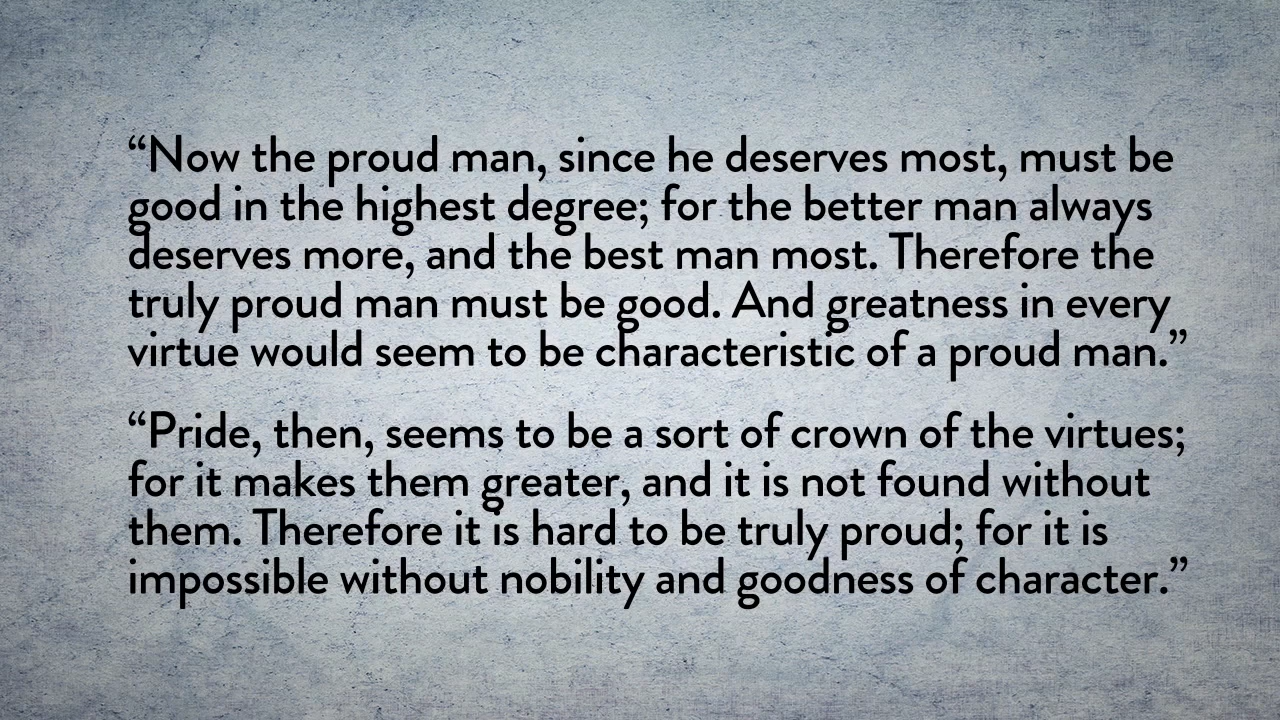 “Now the proud man, since he deserves most, must be
good in the highest degree; for the better man always
deserves more, and the best man most. Therefore the
truly proud man must be good. And greatness in every
virtue would seem to be characteristic of a proud man.”
“Pride, then, seems to be a sort of crown of the virtues;
for it makes them greater, and it is not found without
them. Therefore it is hard to be truly proud; for it is
impossible without nobility and goodness of character.”